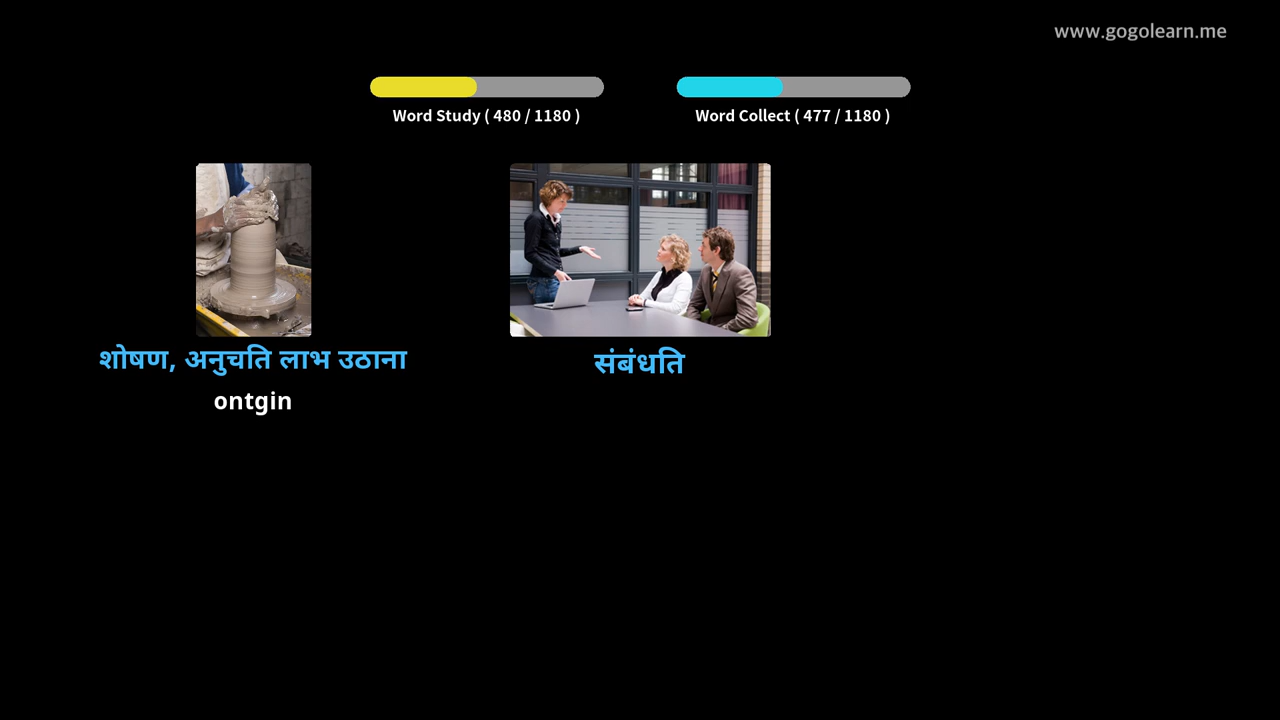 www.gogolearn.me
Word Study ( 480 / 1180 )
Word Collect ( 477 / 1180 )
शोषण, अनुचति लाभ उठाना
ontgin
संबंधति